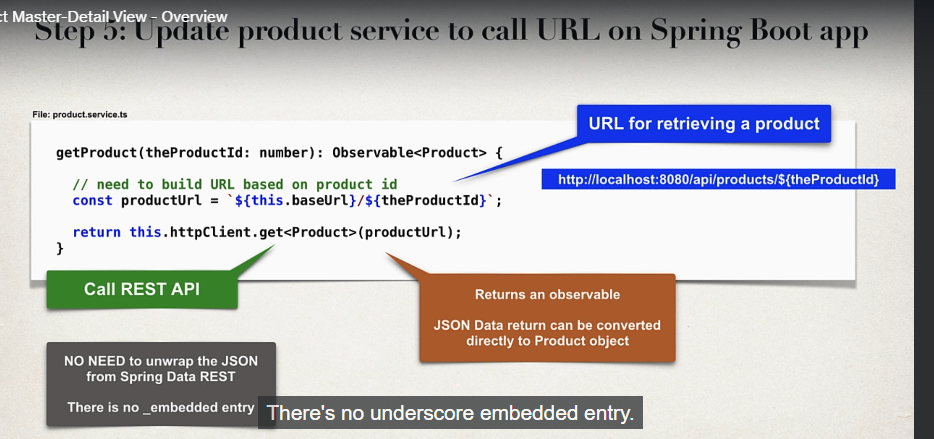 ct Master-Detail View - Overview
Step 5: Update product service to call URL on Spring Boot app
File: product.service.ts
URL for retrieving a product
getProduct(theProductId: number): Observable<Product> {
http://localhost:8080/api/products/${theProductId}
// need to build URL based on product id
const productUrl = `${this.baseUrl}/${theProductId}`;
return this.httpClient.get<Product>(productUrl);
}
Call REST API
Returns an observable
JSON Data return can be converted
directly to Product object
NO NEED to unwrap the JSON
from Spring Data REST
There is no _embedded entry
There's no underscore embedded entry.